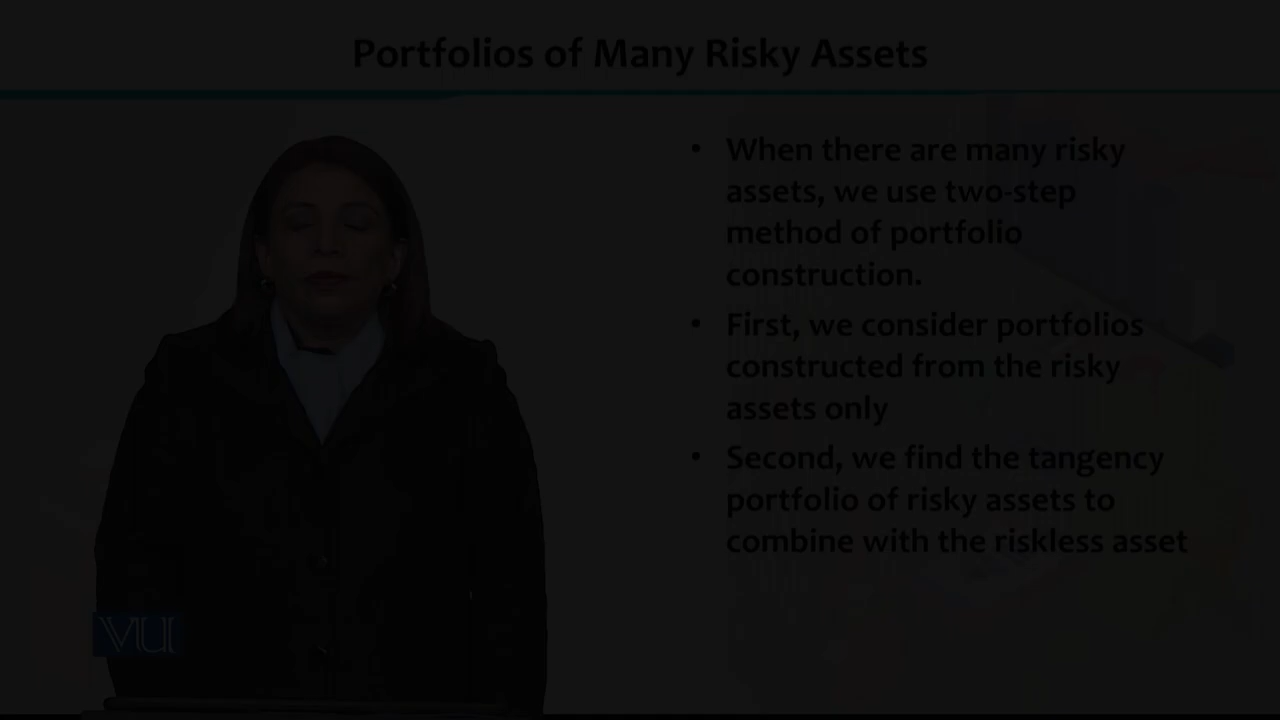 Portfolios of Many Risky Assets
• When there are many risky
assets, we use two-step
method of portfolio
construction.
• First, we consider portfolios
constructed from the risky
assets only
• Second, we find the tangency
portfolio of risky assets to
combine with the riskless asset
VU